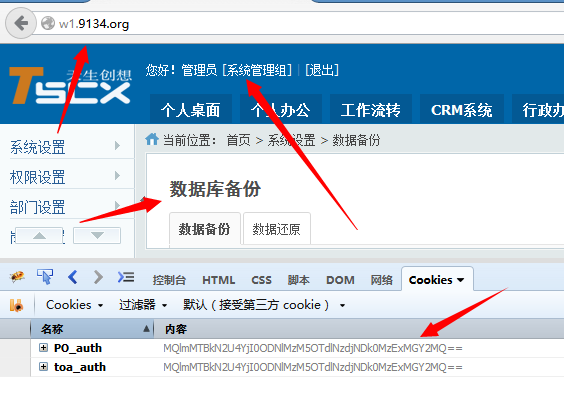 w1.9134.org
天生创想
TSCX
您好！管理员 [系统管理组] | [退出]
个人桌面 个人办公 工作流转 CRM系统 行政办
系统设置
权限设置
部门设置
当前位置： 首页 > 系统设置 > 数据备份
数据库备份
数据备份 数据还原
控制台 HTML CSS 脚本 DOM 网络 Cookies
Cookies 过滤器 默认（接受第三方 cookie）
名称 内容
PO_auth MQlmMTBkN2U4YjI0ODNlMzM5OTdlNzdjNDk0MzExMGY2MQ==
toa_auth MQlmMTBkN2U4YjI0ODNlMzM5OTdlNzdjNDk0MzExMGY2MQ==